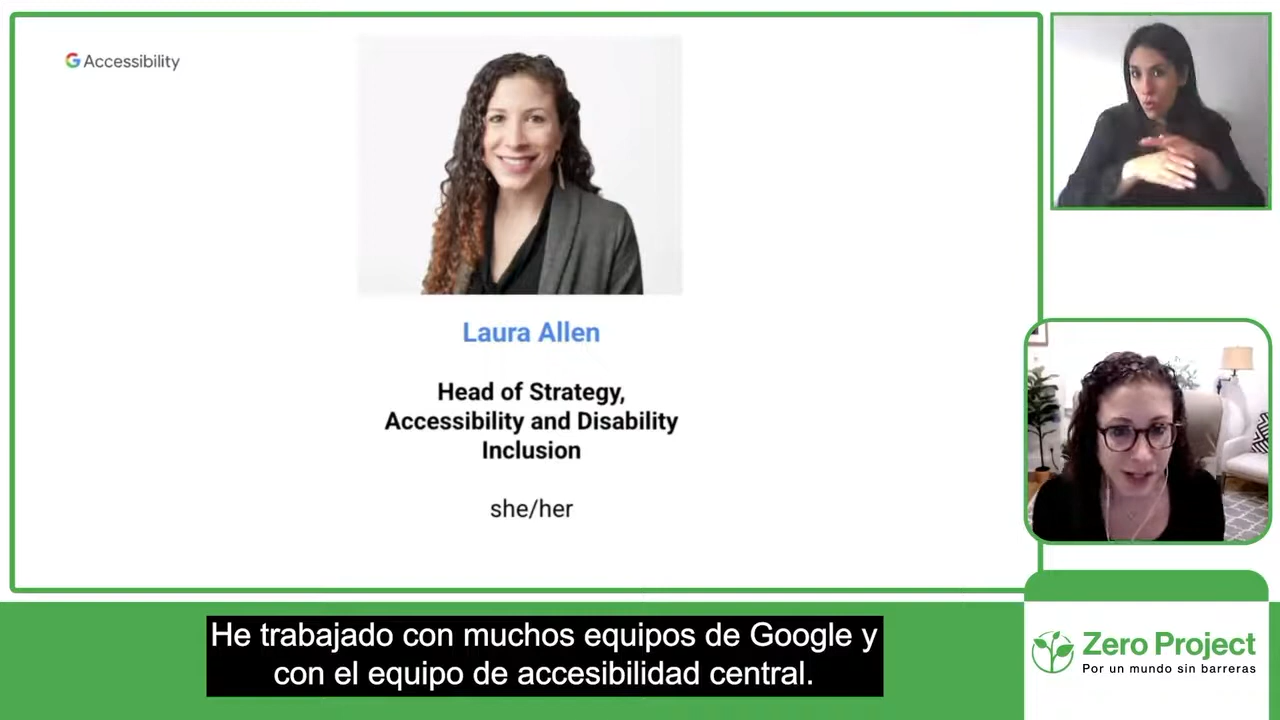 G Accessibility
Laura Allen
Head of Strategy,
Accessibility and Disability
Inclusion
she/her
He trabajado con muchos equipos de Google y
con el equipo de accesibilidad central.
Zero Project
Por un mundo sin barreras